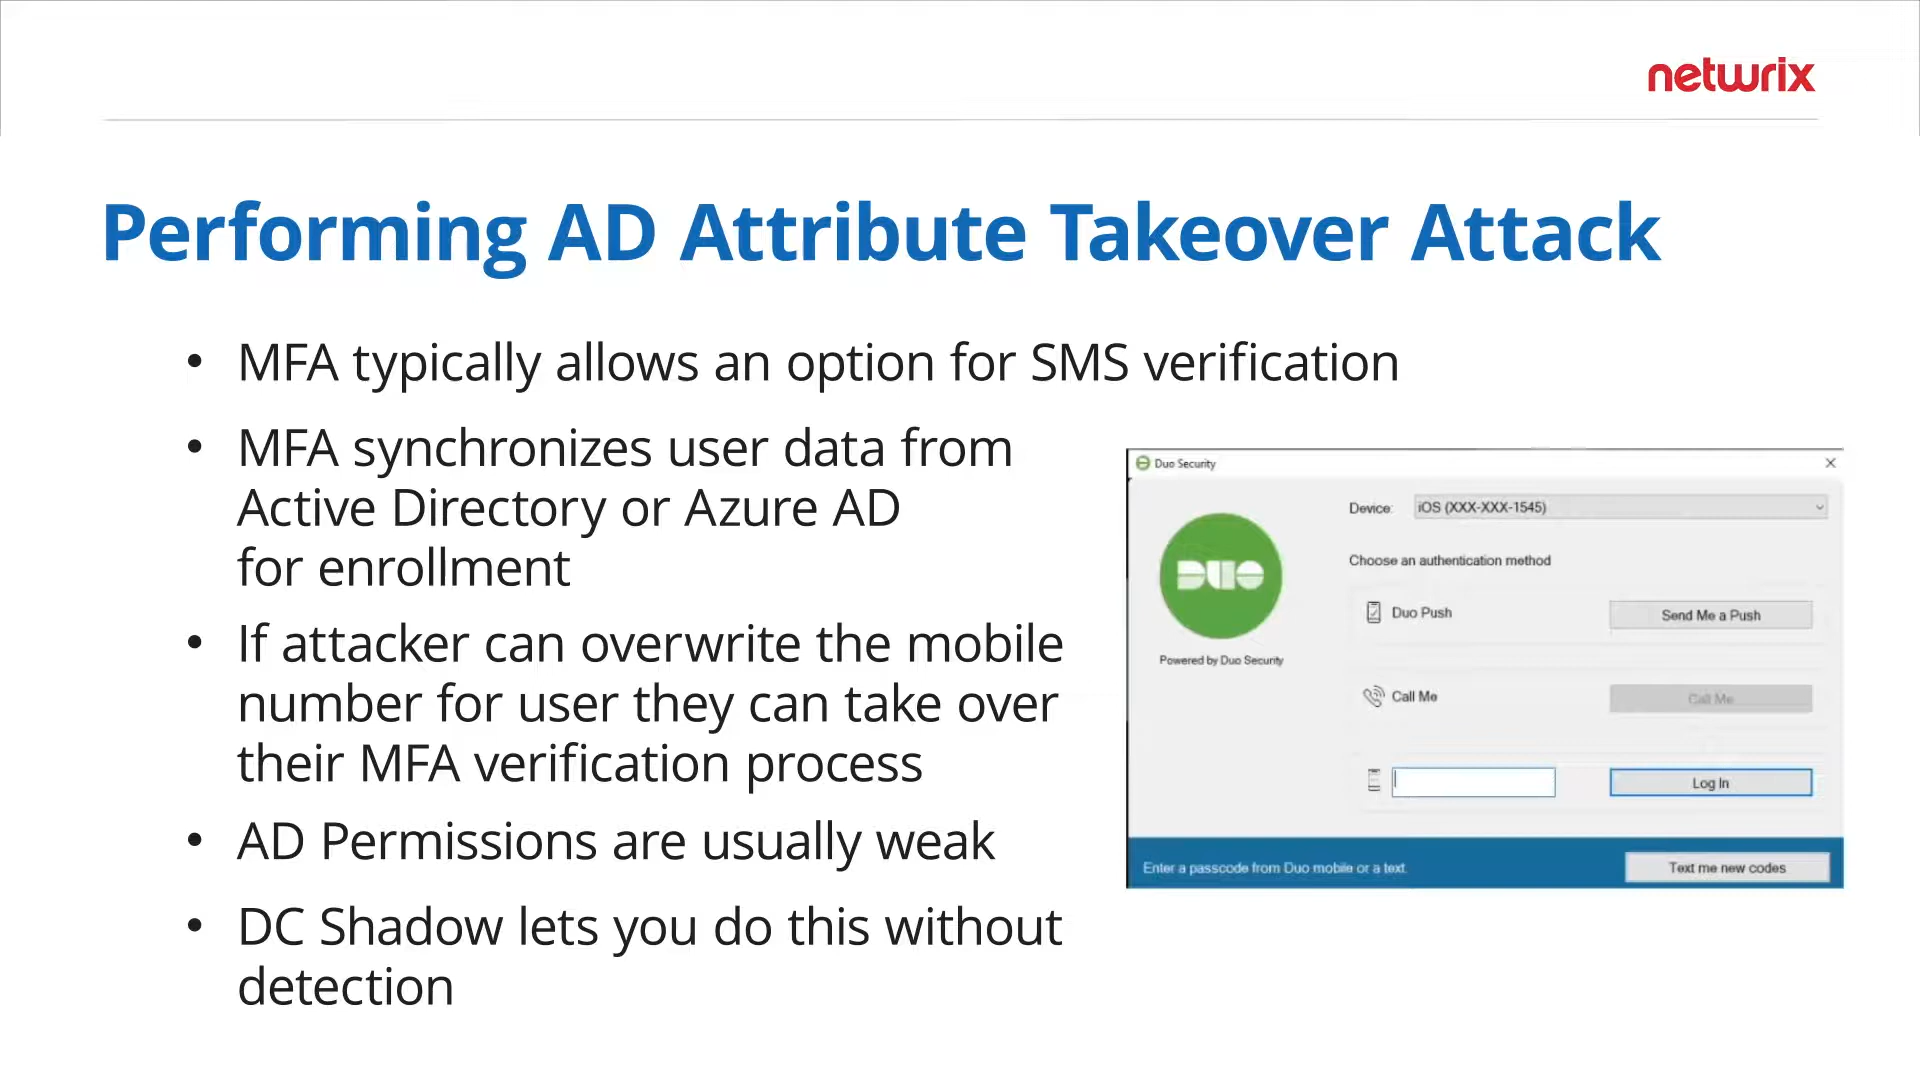 netwrix
Performing AD Attribute Takeover Attack
• MFA typically allows an option for SMS verification
• MFA synchronizes user data from
Active Directory or Azure AD
for enrollment
• If attacker can overwrite the mobile
number for user they can take over
their MFA verification process
• AD Permissions are usually weak
• DC Shadow lets you do this without
detection
Duo Security
Device: iOS (XXX-XXX-1545)
DUO
Powered by Duo Security
Choose an authentication method
Duo Push Send Me a Push
Call Me Call Me
Log In
Enter a passcode from Duo mobile or a text. Text me new codes